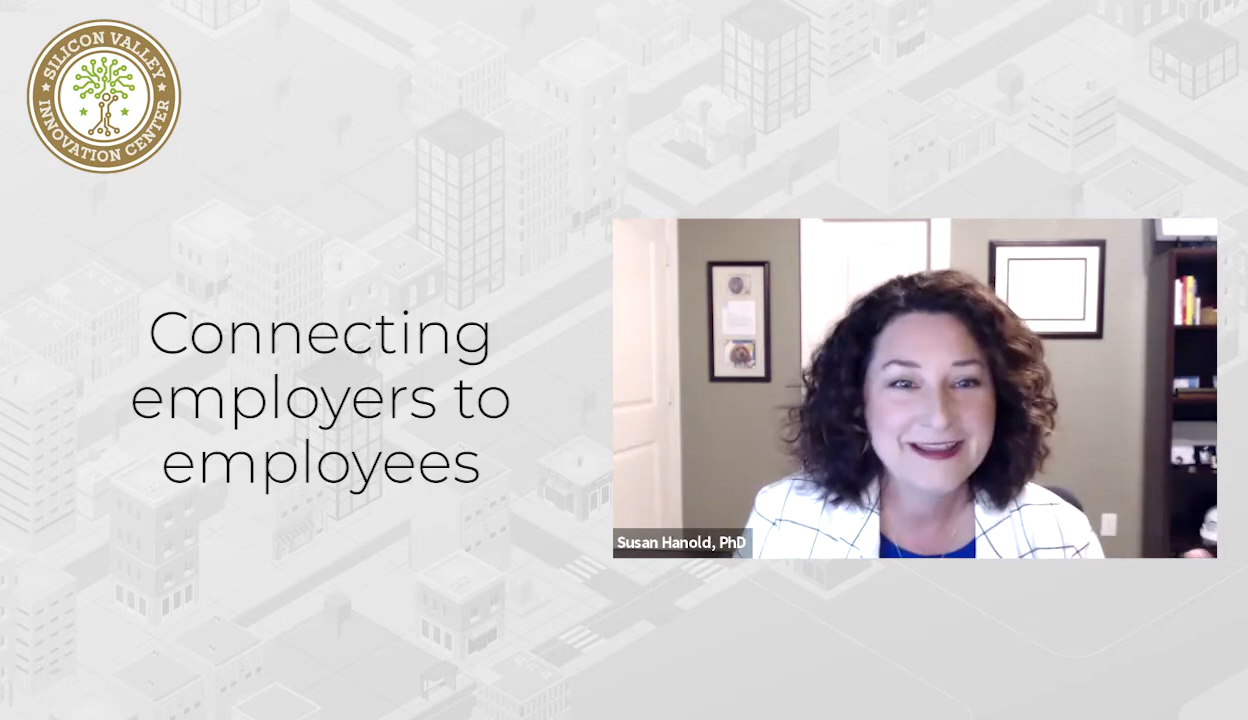 SILICON VALLEY
INNOVATION CENTER
Connecting
employers to
employees
Susan Hanold, PhD